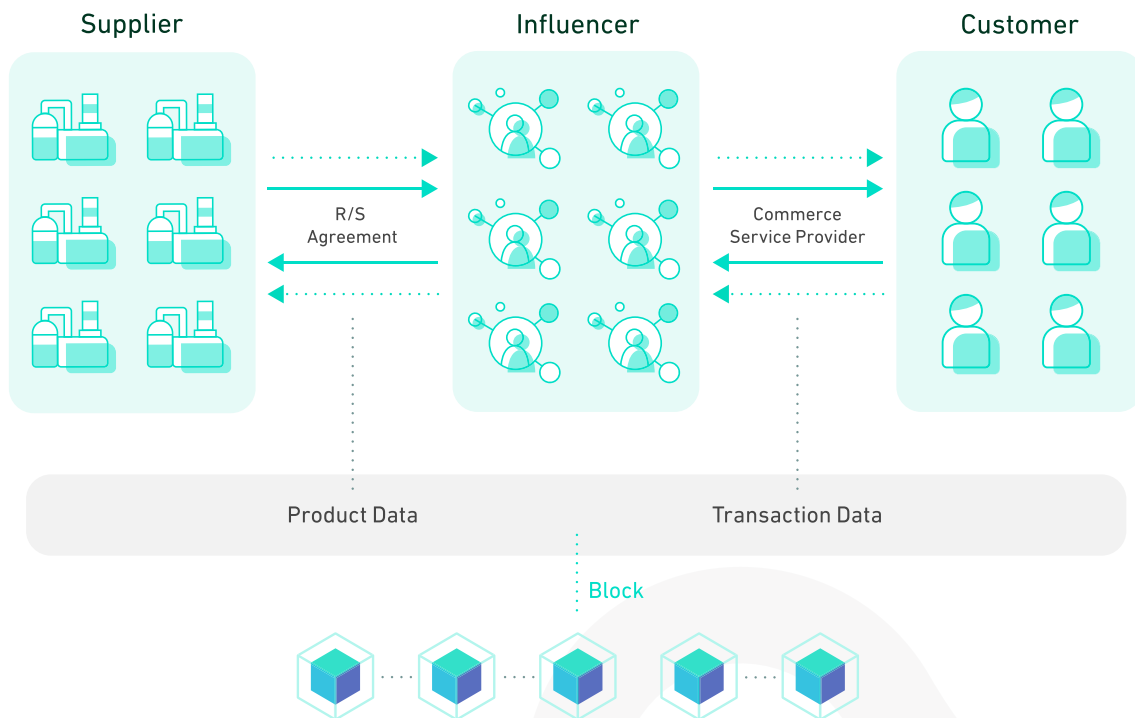 Supplier
Influencer
Customer
R/S
Agreement
Commerce
Service Provider
Product Data
Transaction Data
Block